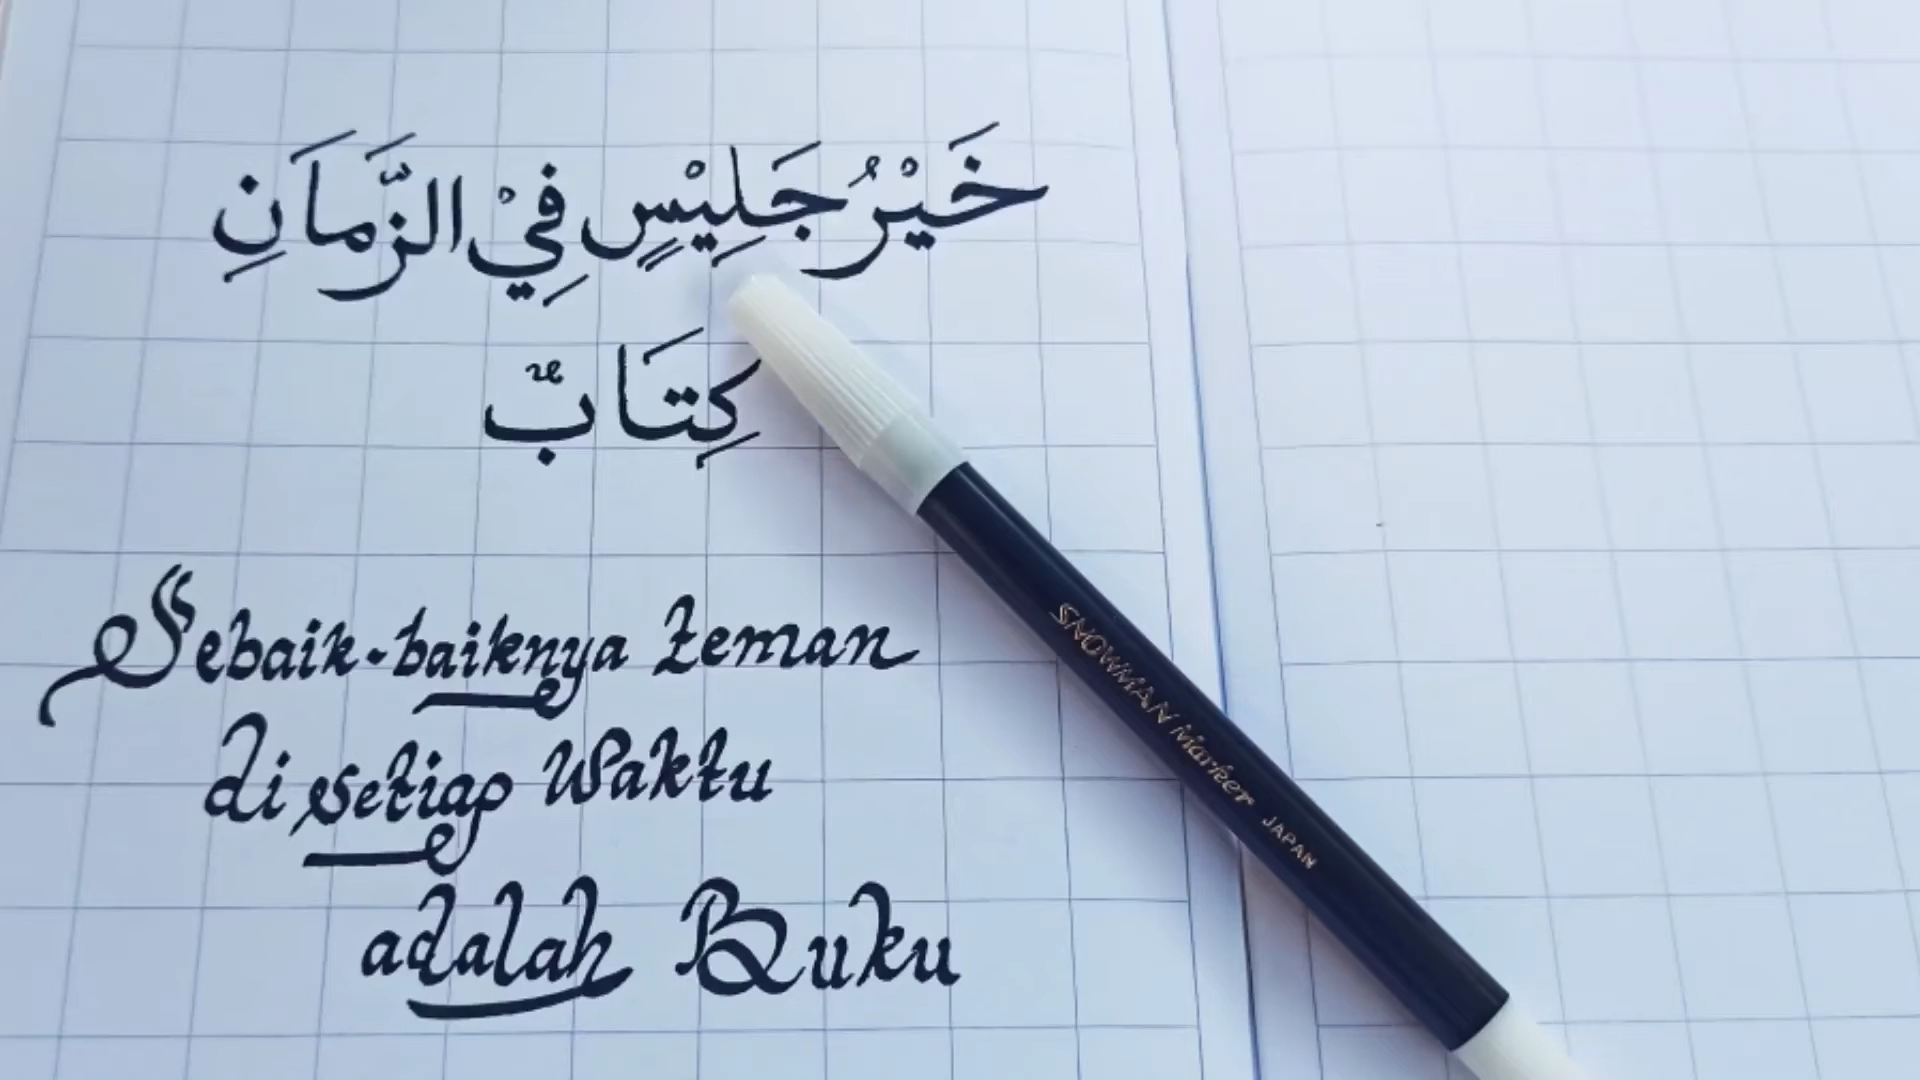 خَيْرُ جَلِيْسٍ فِيْ الزَّمَانِ
كِتَابٌ
Sebaik-baiknya teman
di setiap Waktu
adalah Buku
SNOWMAN Marker JAPAN